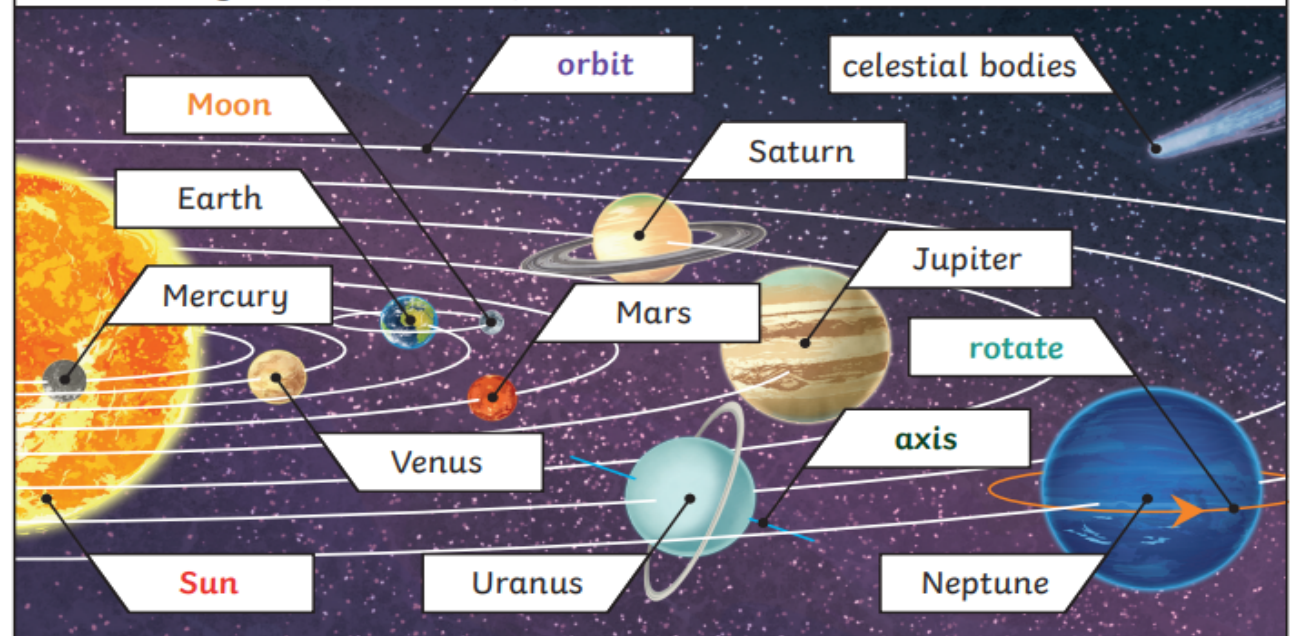 orbit
celestial bodies
Moon
Saturn
Earth
Jupiter
Mercury
Mars
rotate
axis
Venus
Sun
Uranus
Neptune